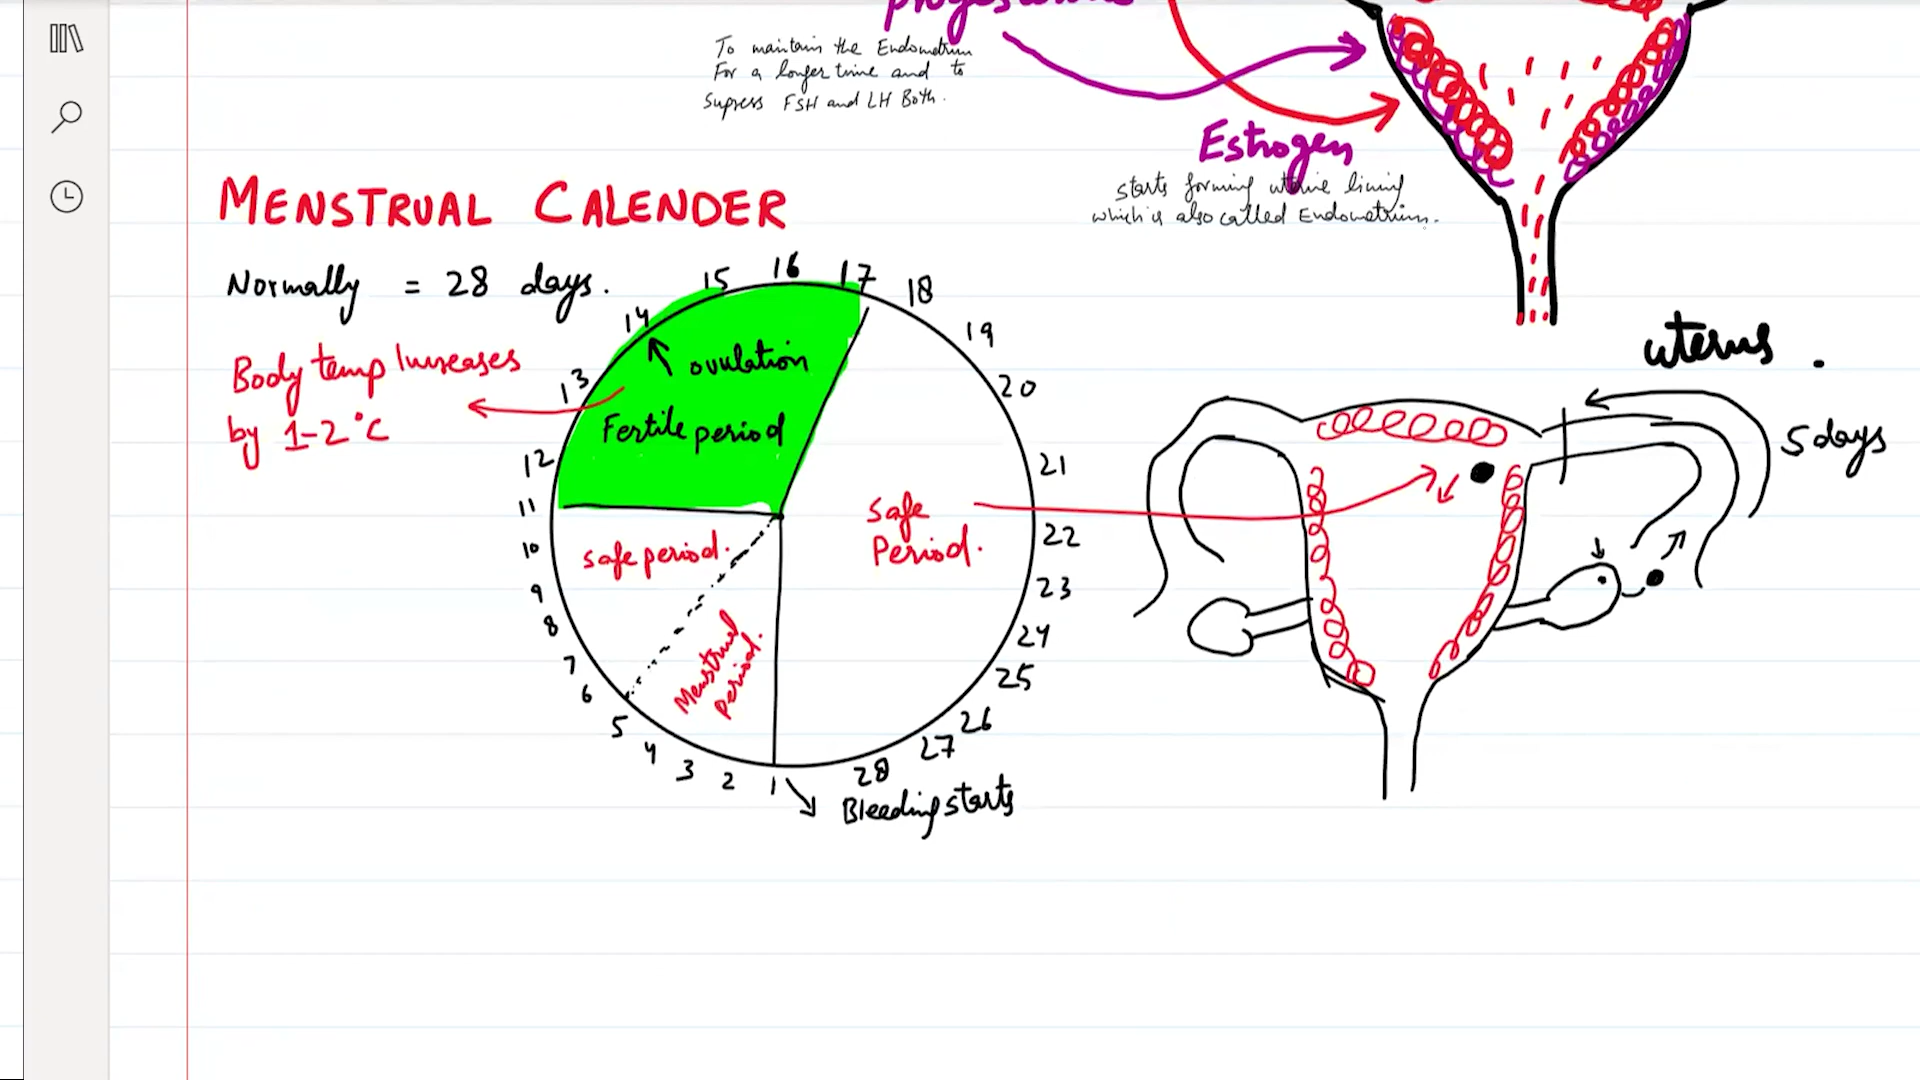 progesterone
To maintain the Endometrium
For a longer time and to
Supress FSH and LH Both.
Estrogen
starts forming uterine lining
which is also called Endometrium.
MENSTRUAL CALENDER
Normally = 28 days.
Body temp Increases
by 1-2°C
ovulation
Fertile period
safe period.
Safe
Period.
Menstrual
period.
1 2 3 4 5 6 7 8 9 10 11 12 13 14 15 16 17 18 19 20 21 22 23 24 25 26 27 28
Bleeding starts
uterus.
5 days